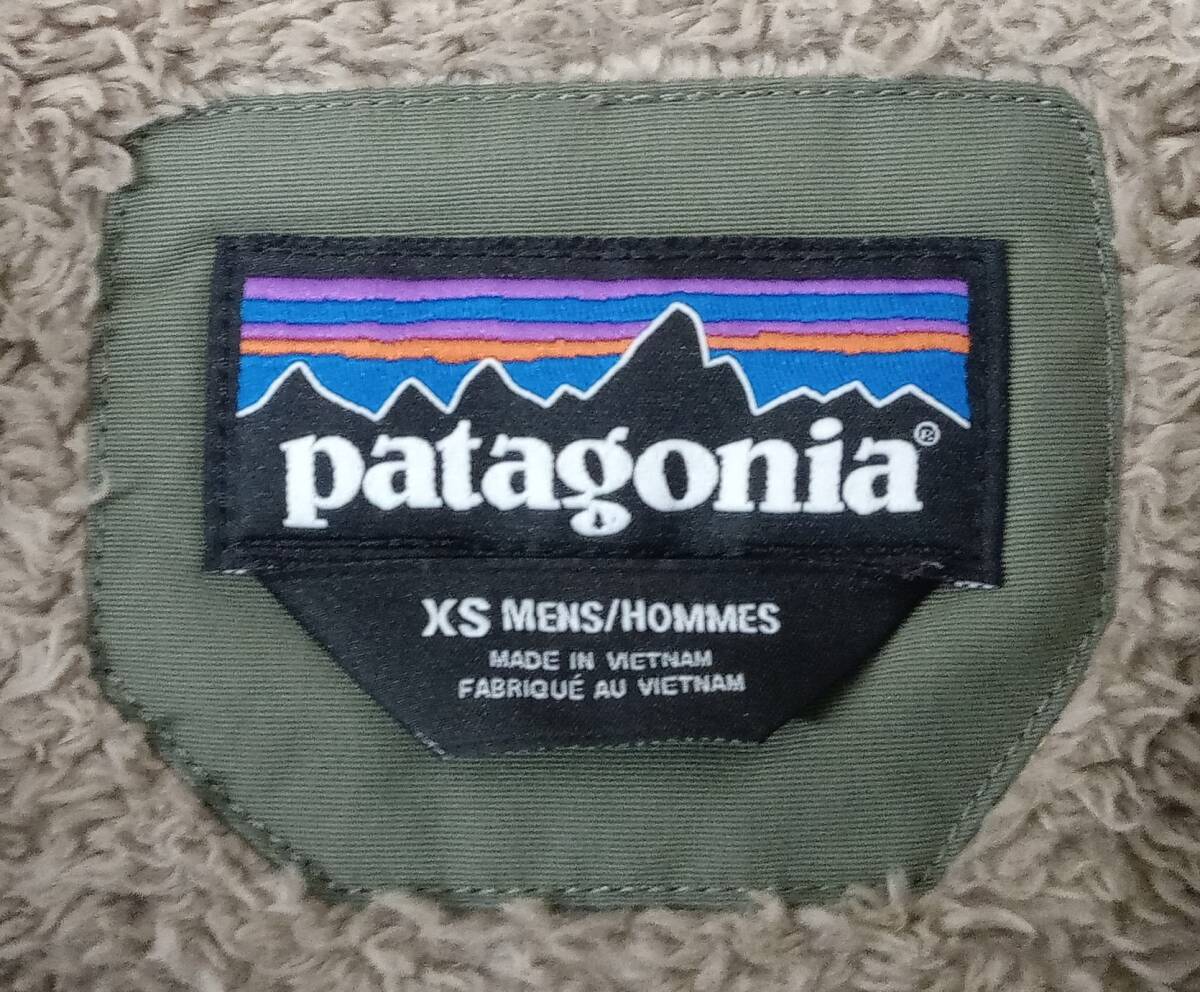 patagonia®
XS MENS/HOMMES
MADE IN VIETNAM
FABRIQUÉ AU VIETNAM